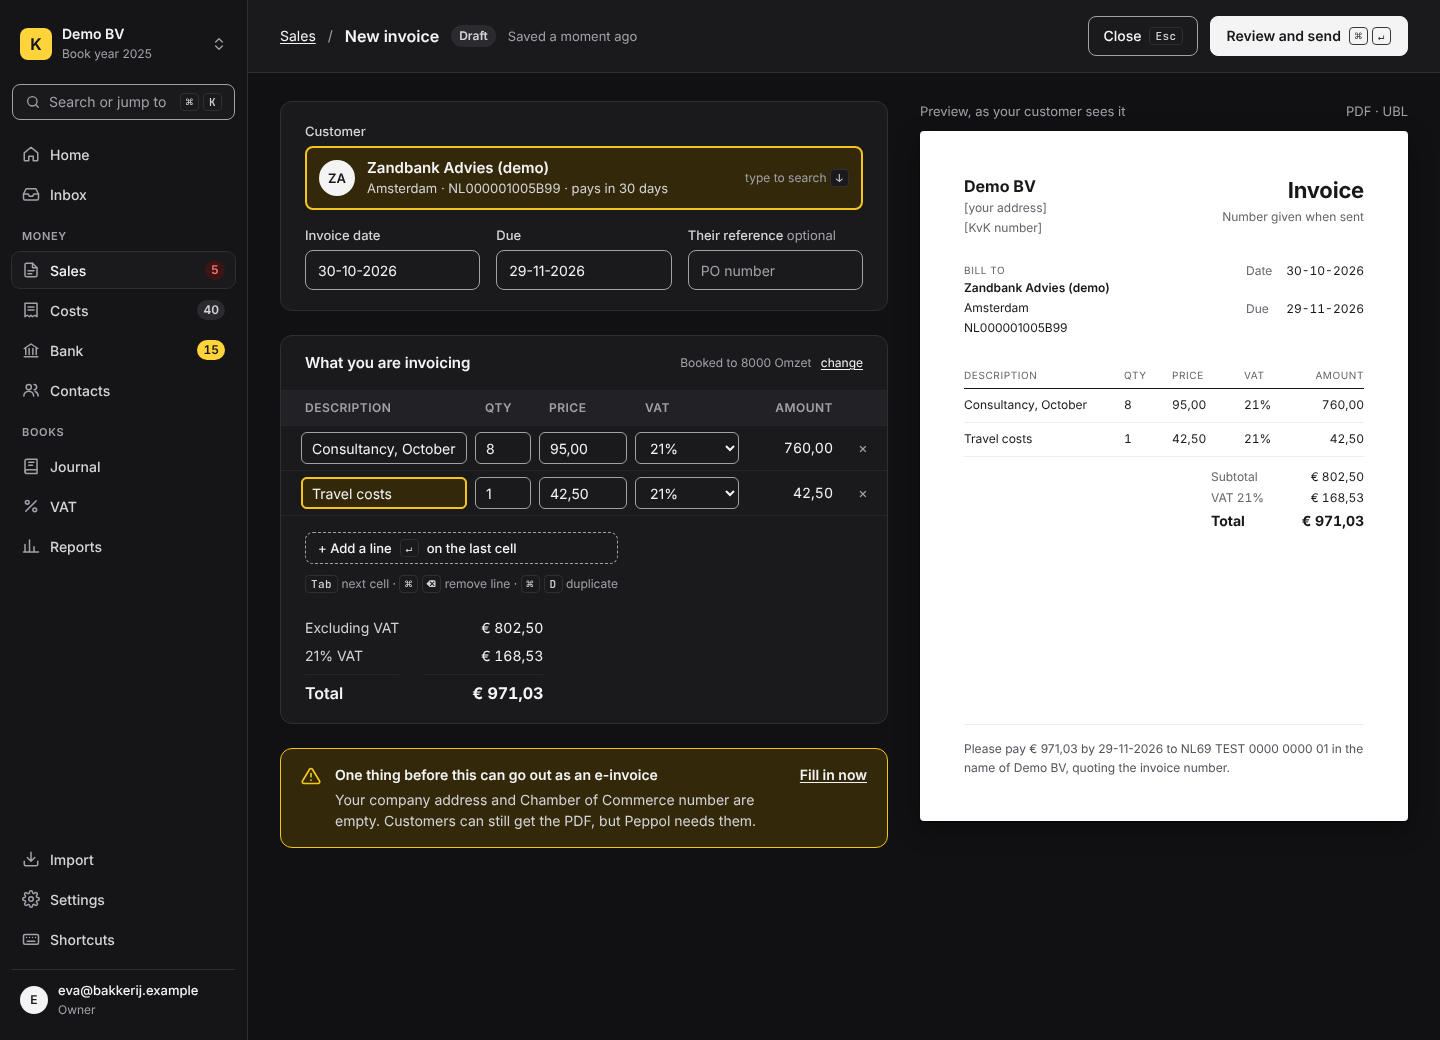 Demo BV
Book year 2025
Search or jump to ⌘ K
Home
Inbox
MONEY
Sales 5
Costs 40
Bank 15
Contacts
BOOKS
Journal
VAT
Reports
Import
Settings
Shortcuts
E eva@bakkerij.example
Owner
K
Sales / New invoice Draft Saved a moment ago
Close Esc Review and send ⌘ ↵
Customer
ZA Zandbank Advies (demo)
Amsterdam · NL000001005B99 · pays in 30 days
type to search ↓
Invoice date Due Their reference optional
30-10-2026 29-11-2026 PO number
What you are invoicing Booked to 8000 Omzet change
DESCRIPTION QTY PRICE VAT AMOUNT
Consultancy, October 8 95,00 21% 760,00 ×
Travel costs 1 42,50 21% 42,50 ×
+ Add a line ↵ on the last cell
Tab next cell · ⌘ ⌫ remove line · ⌘ D duplicate
Excluding VAT € 802,50
21% VAT € 168,53
Total € 971,03
One thing before this can go out as an e-invoice Fill in now
Your company address and Chamber of Commerce number are
empty. Customers can still get the PDF, but Peppol needs them.
Preview, as your customer sees it PDF · UBL
Demo BV Invoice
[your address] Number given when sent
[KvK number]
BILL TO Date 30-10-2026
Zandbank Advies (demo)
Amsterdam Due 29-11-2026
NL000001005B99
DESCRIPTION QTY PRICE VAT AMOUNT
Consultancy, October 8 95,00 21% 760,00
Travel costs 1 42,50 21% 42,50
Subtotal € 802,50
VAT 21% € 168,53
Total € 971,03
Please pay € 971,03 by 29-11-2026 to NL69 TEST 0000 0000 01 in the
name of Demo BV, quoting the invoice number.